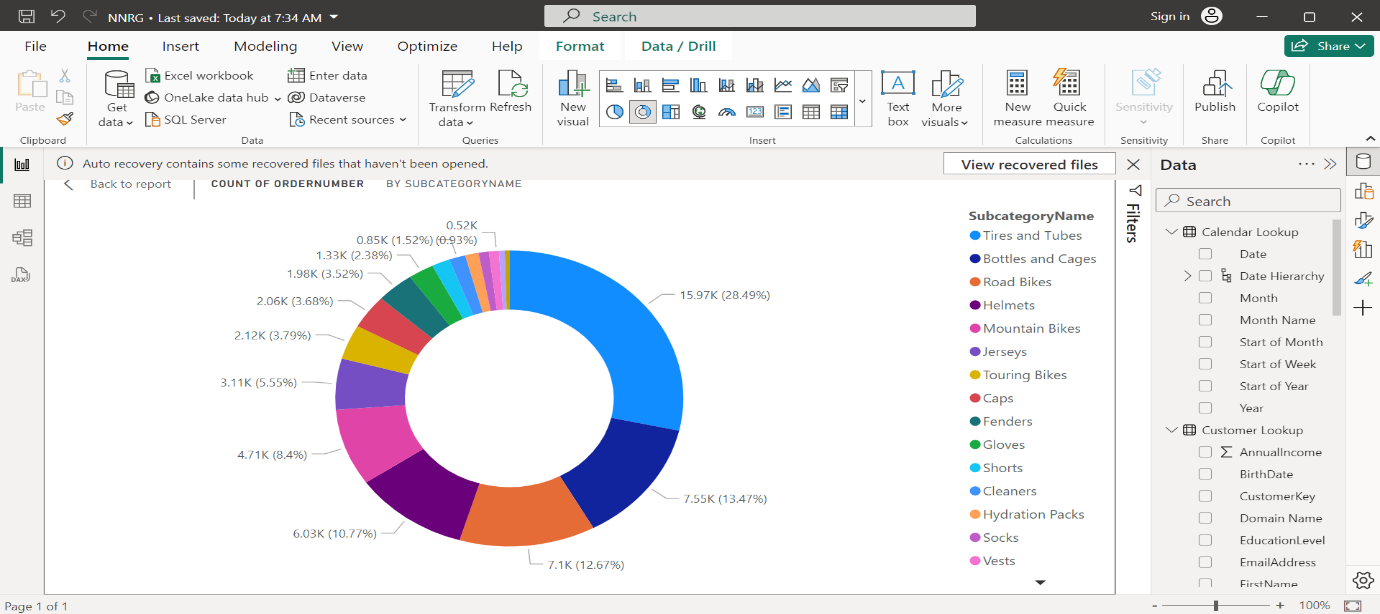 NNRG • Last saved: Today at 7:34 AM
Search
Sign in
File Home Insert Modeling View Optimize Help Format Data / Drill
Share
Paste
Get data
Excel workbook
OneLake data hub
SQL Server
Enter data
Dataverse
Recent sources
Transform data
Refresh
New visual
A
123
Text box
More visuals
New measure
Quick measure
Sensitivity
Publish
Copilot
Clipboard Data Queries Insert Calculations Sensitivity Share Copilot
Auto recovery contains some recovered files that haven't been opened.
View recovered files
DAX
Back to report
COUNT OF ORDERNUMBER BY SUBCATEGORYNAME
0.52K
(0.93%)
0.85K (1.52%)
1.33K (2.38%)
1.98K (3.52%)
2.06K (3.68%)
2.12K (3.79%)
3.11K (5.55%)
4.71K (8.4%)
6.03K (10.77%)
7.1K (12.67%)
7.55K (13.47%)
15.97K (28.49%)
SubcategoryName
Tires and Tubes
Bottles and Cages
Road Bikes
Helmets
Mountain Bikes
Jerseys
Touring Bikes
Caps
Fenders
Gloves
Shorts
Cleaners
Hydration Packs
Socks
Vests
Filters
Data
Search
Calendar Lookup
Date
Date Hierarchy
Month
Month Name
Start of Month
Start of Week
Start of Year
Year
Customer Lookup
AnnualIncome
BirthDate
CustomerKey
Domain Name
EducationLevel
EmailAddress
FirstName
Page 1 of 1
100%